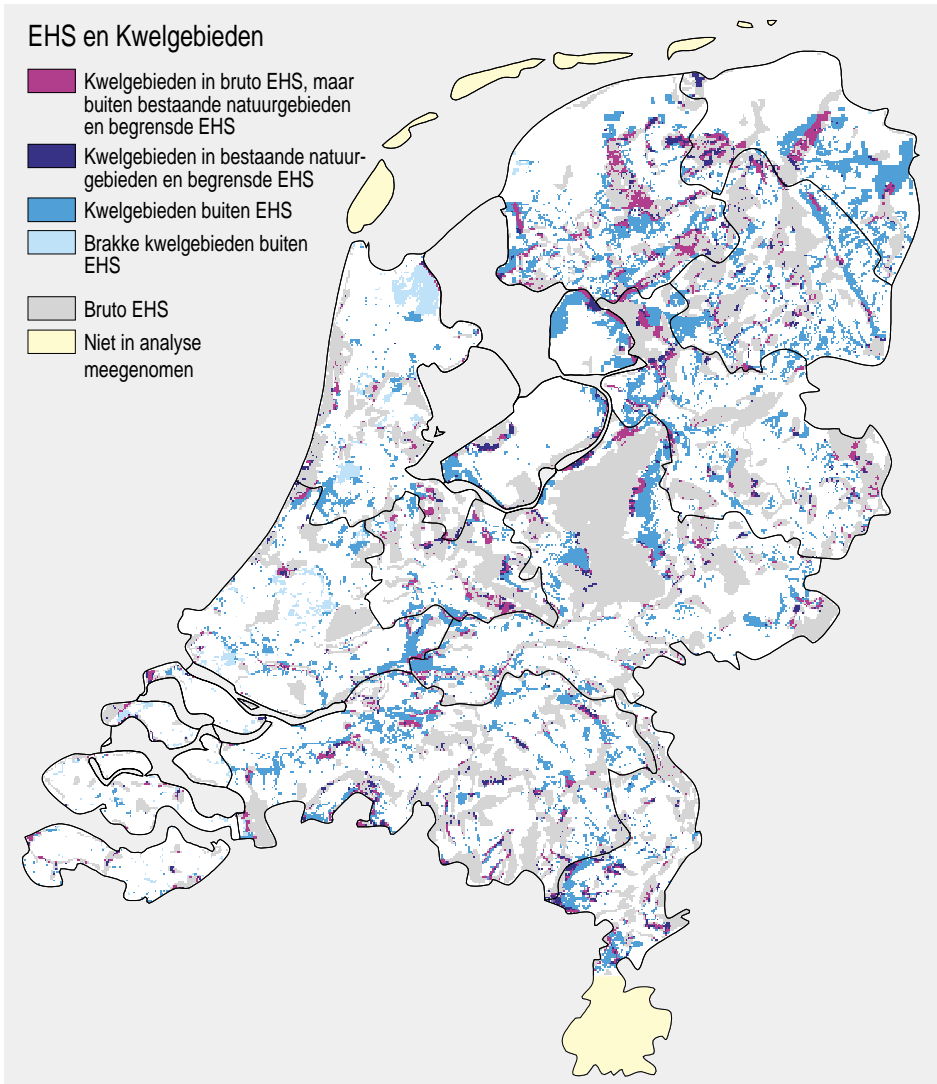 EHS en Kwelgebieden
Kwelgebieden in bruto EHS, maar
buiten bestaande natuurgebieden
en begrensde EHS
Kwelgebieden in bestaande natuur-
gebieden en begrensde EHS
Kwelgebieden buiten EHS
Brakke kwelgebieden buiten
EHS
Bruto EHS
Niet in analyse
meegenomen